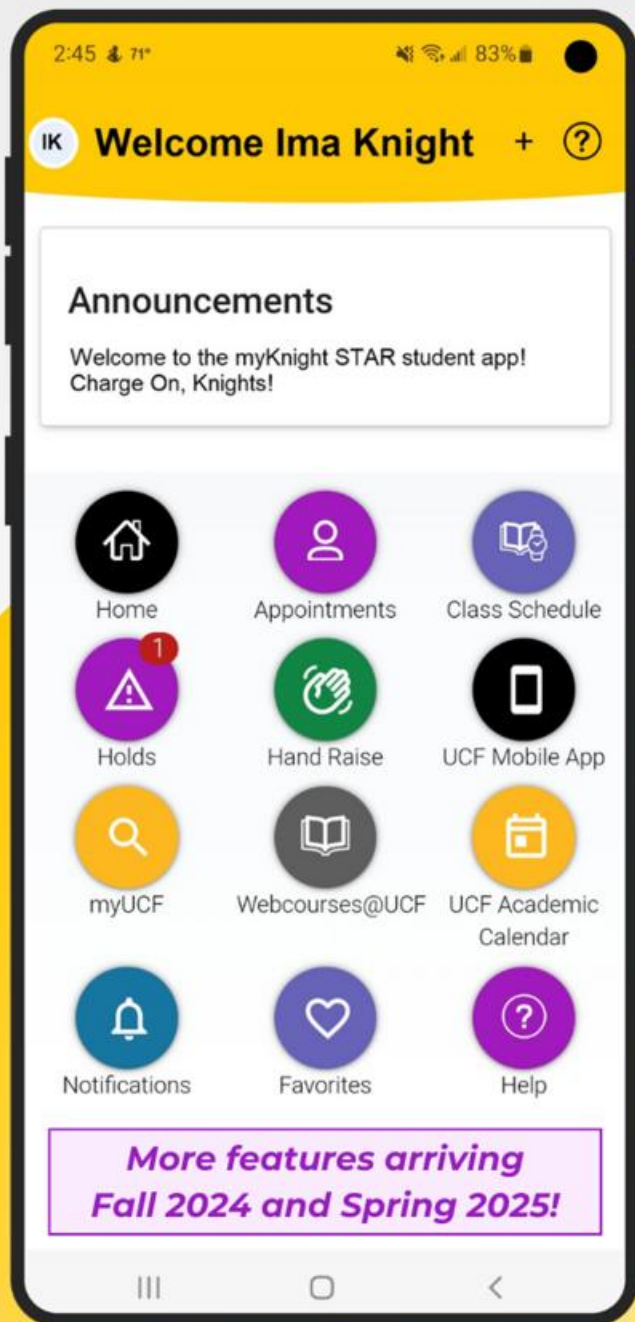 2:45 71°
83%
IK Welcome Ima Knight + ?
Announcements
Welcome to the myKnight STAR student app!
Charge On, Knights!
Home Appointments Class Schedule
1
Holds Hand Raise UCF Mobile App
myUCF Webcourses@UCF UCF Academic
Calendar
?
Notifications Favorites Help
More features arriving
Fall 2024 and Spring 2025!